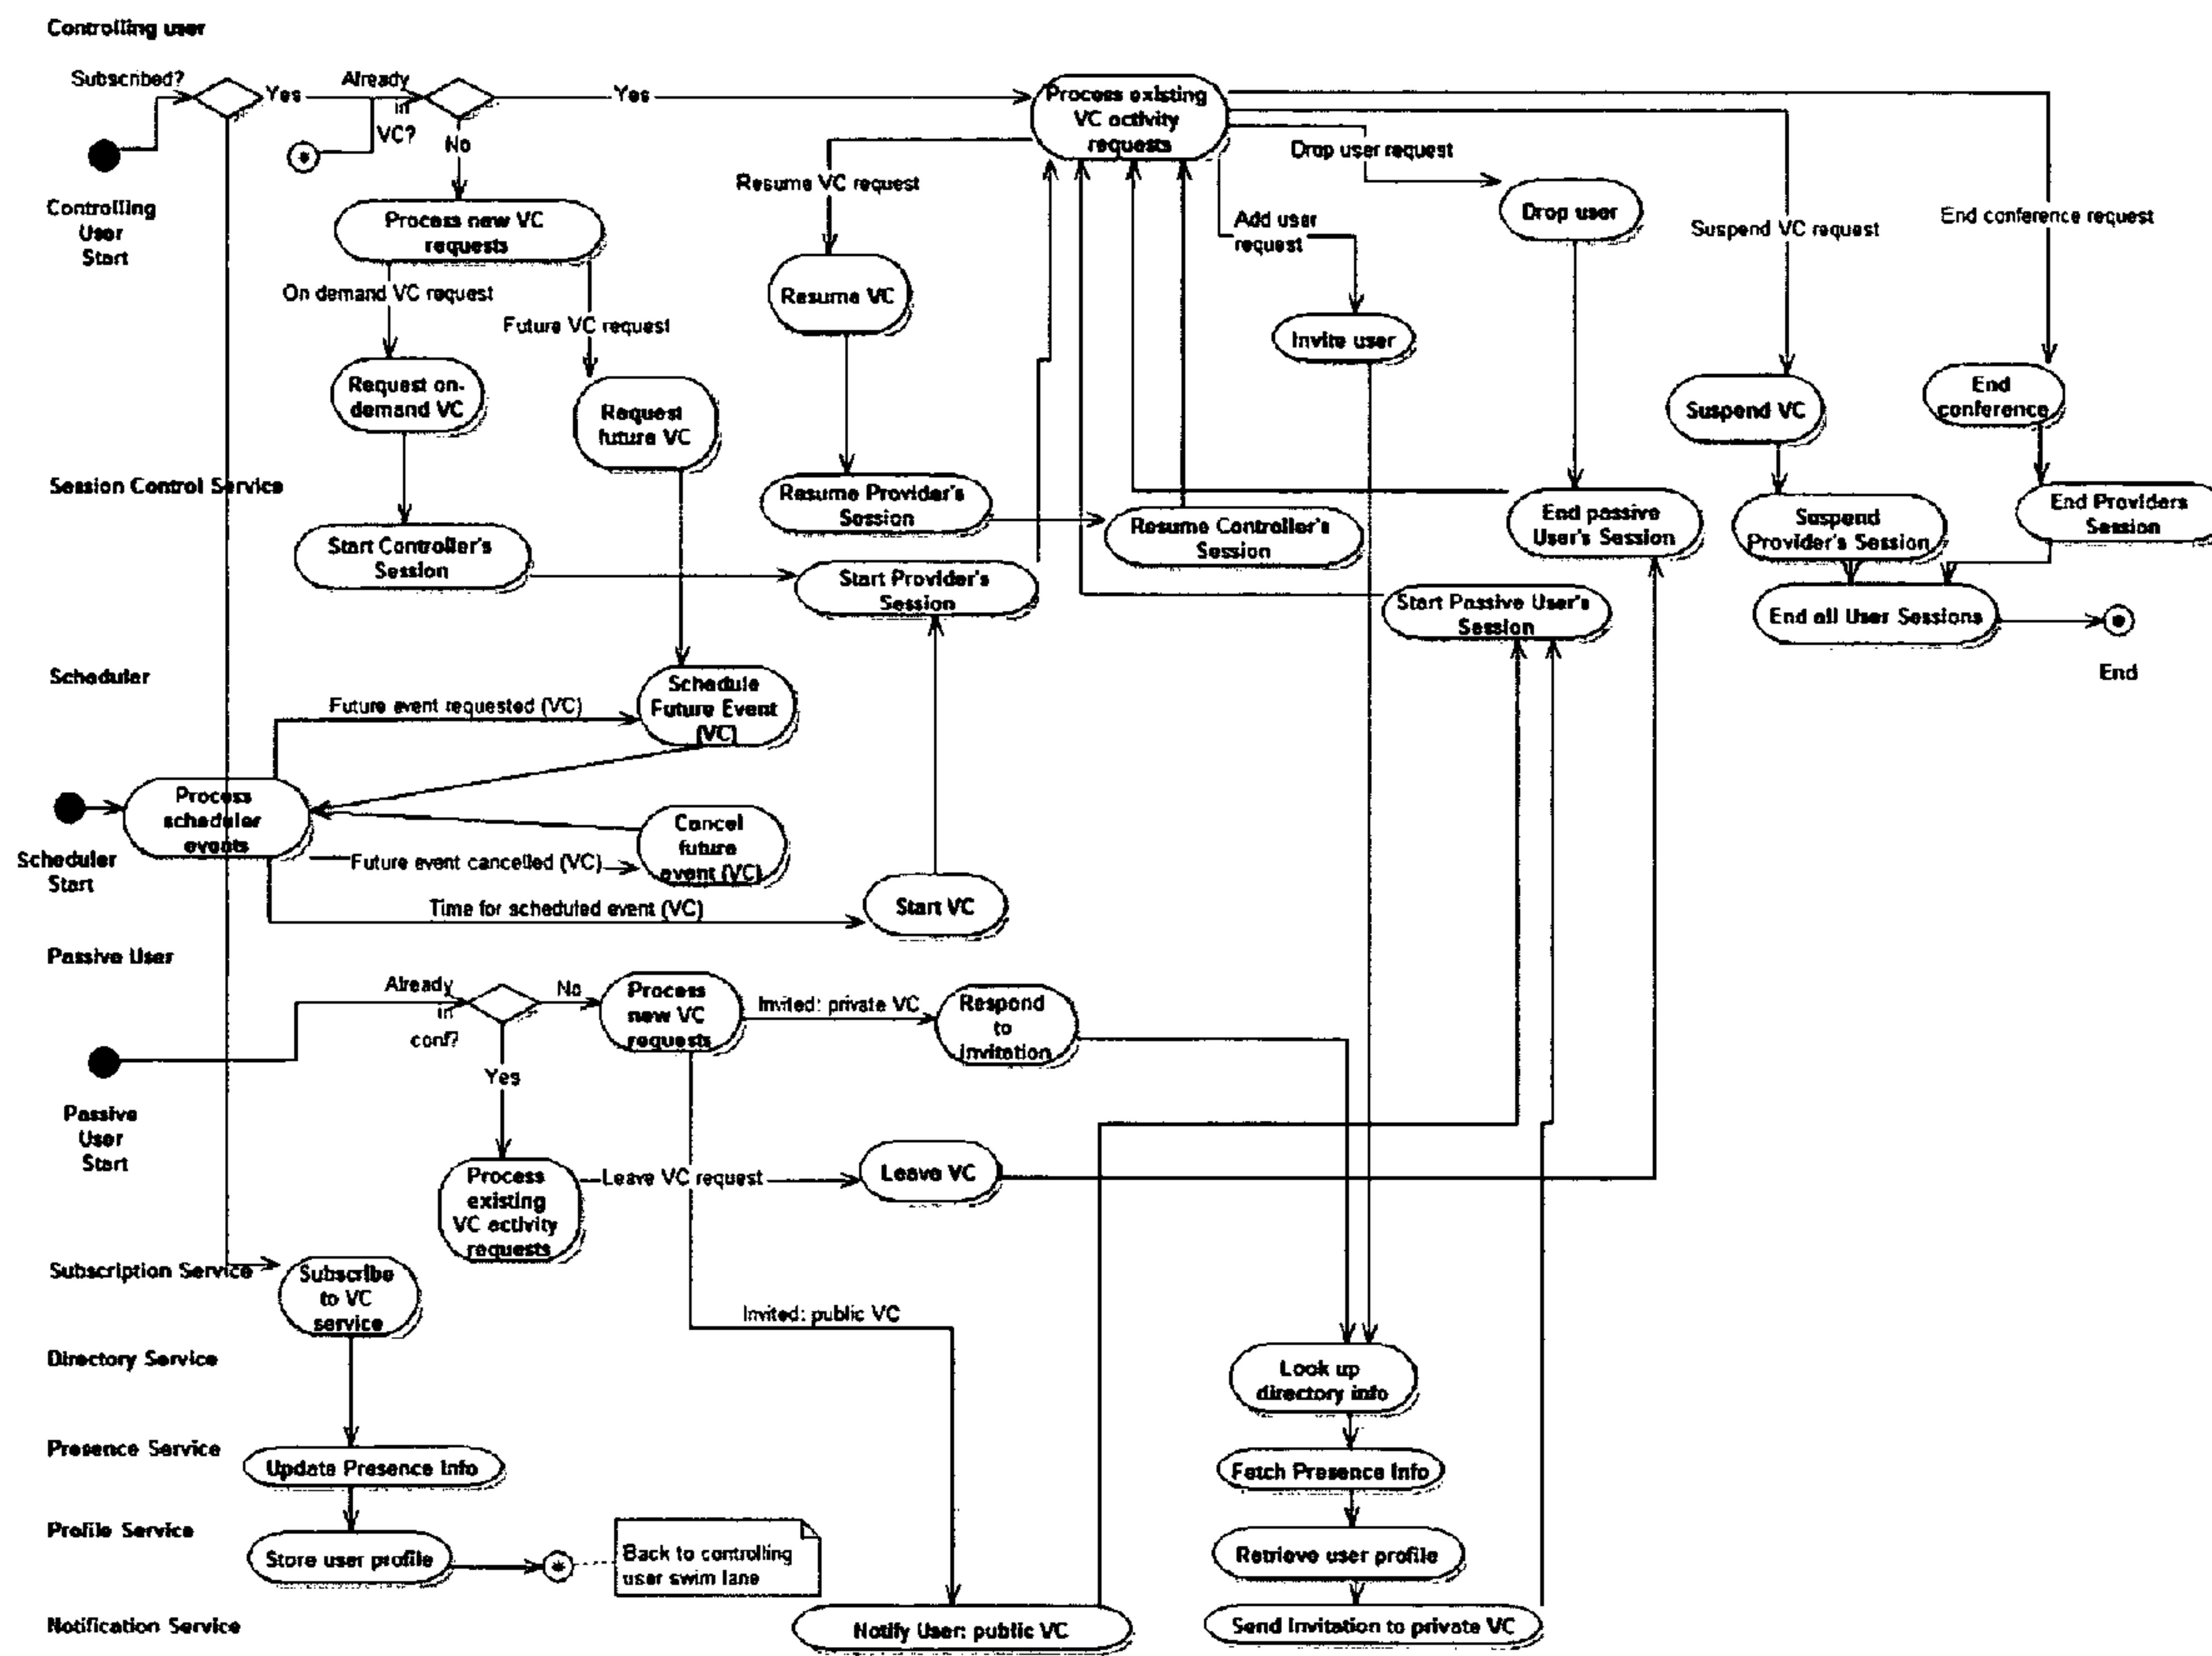 Controlling user
Subscribed?
Yes
Already
in
VC?
Yes
No
Controlling
User
Start
Process new VC
requests
On demand VC request
Future VC request
Request on-
demand VC
Request
future VC
Process existing
VC activity
requests
Resume VC request
Resume VC
Add user
request
Invite user
Drop user request
Drop user
Suspend VC request
Suspend VC
End conference request
End
conference
Session Control Service
Start Controller's
Session
Resume Provider's
Session
Resume Controller's
Session
Start Provider's
Session
End passive
User's Session
Start Passive User's
Session
Suspend
Provider's Session
End Providers
Session
End all User Sessions
End
Scheduler
Future event requested (VC)
Schedule
Future Event
(VC)
Process
scheduler
events
Scheduler
Start
Cancel
future
event (VC)
Future event cancelled (VC)
Time for scheduled event (VC)
Start VC
Passive User
Already
in
conf?
No
Yes
Process
new VC
requests
Invited: private VC
Respond
to
invitation
Passive
User
Start
Process
existing
VC activity
requests
Leave VC request
Leave VC
Subscription Service
Subscribe
to VC
service
Invited: public VC
Directory Service
Look up
directory info
Presence Service
Update Presence Info
Fetch Presence Info
Profile Service
Store user profile
Back to controlling
user swim lane
Retrieve user profile
Notification Service
Notify User: public VC
Send Invitation to private VC